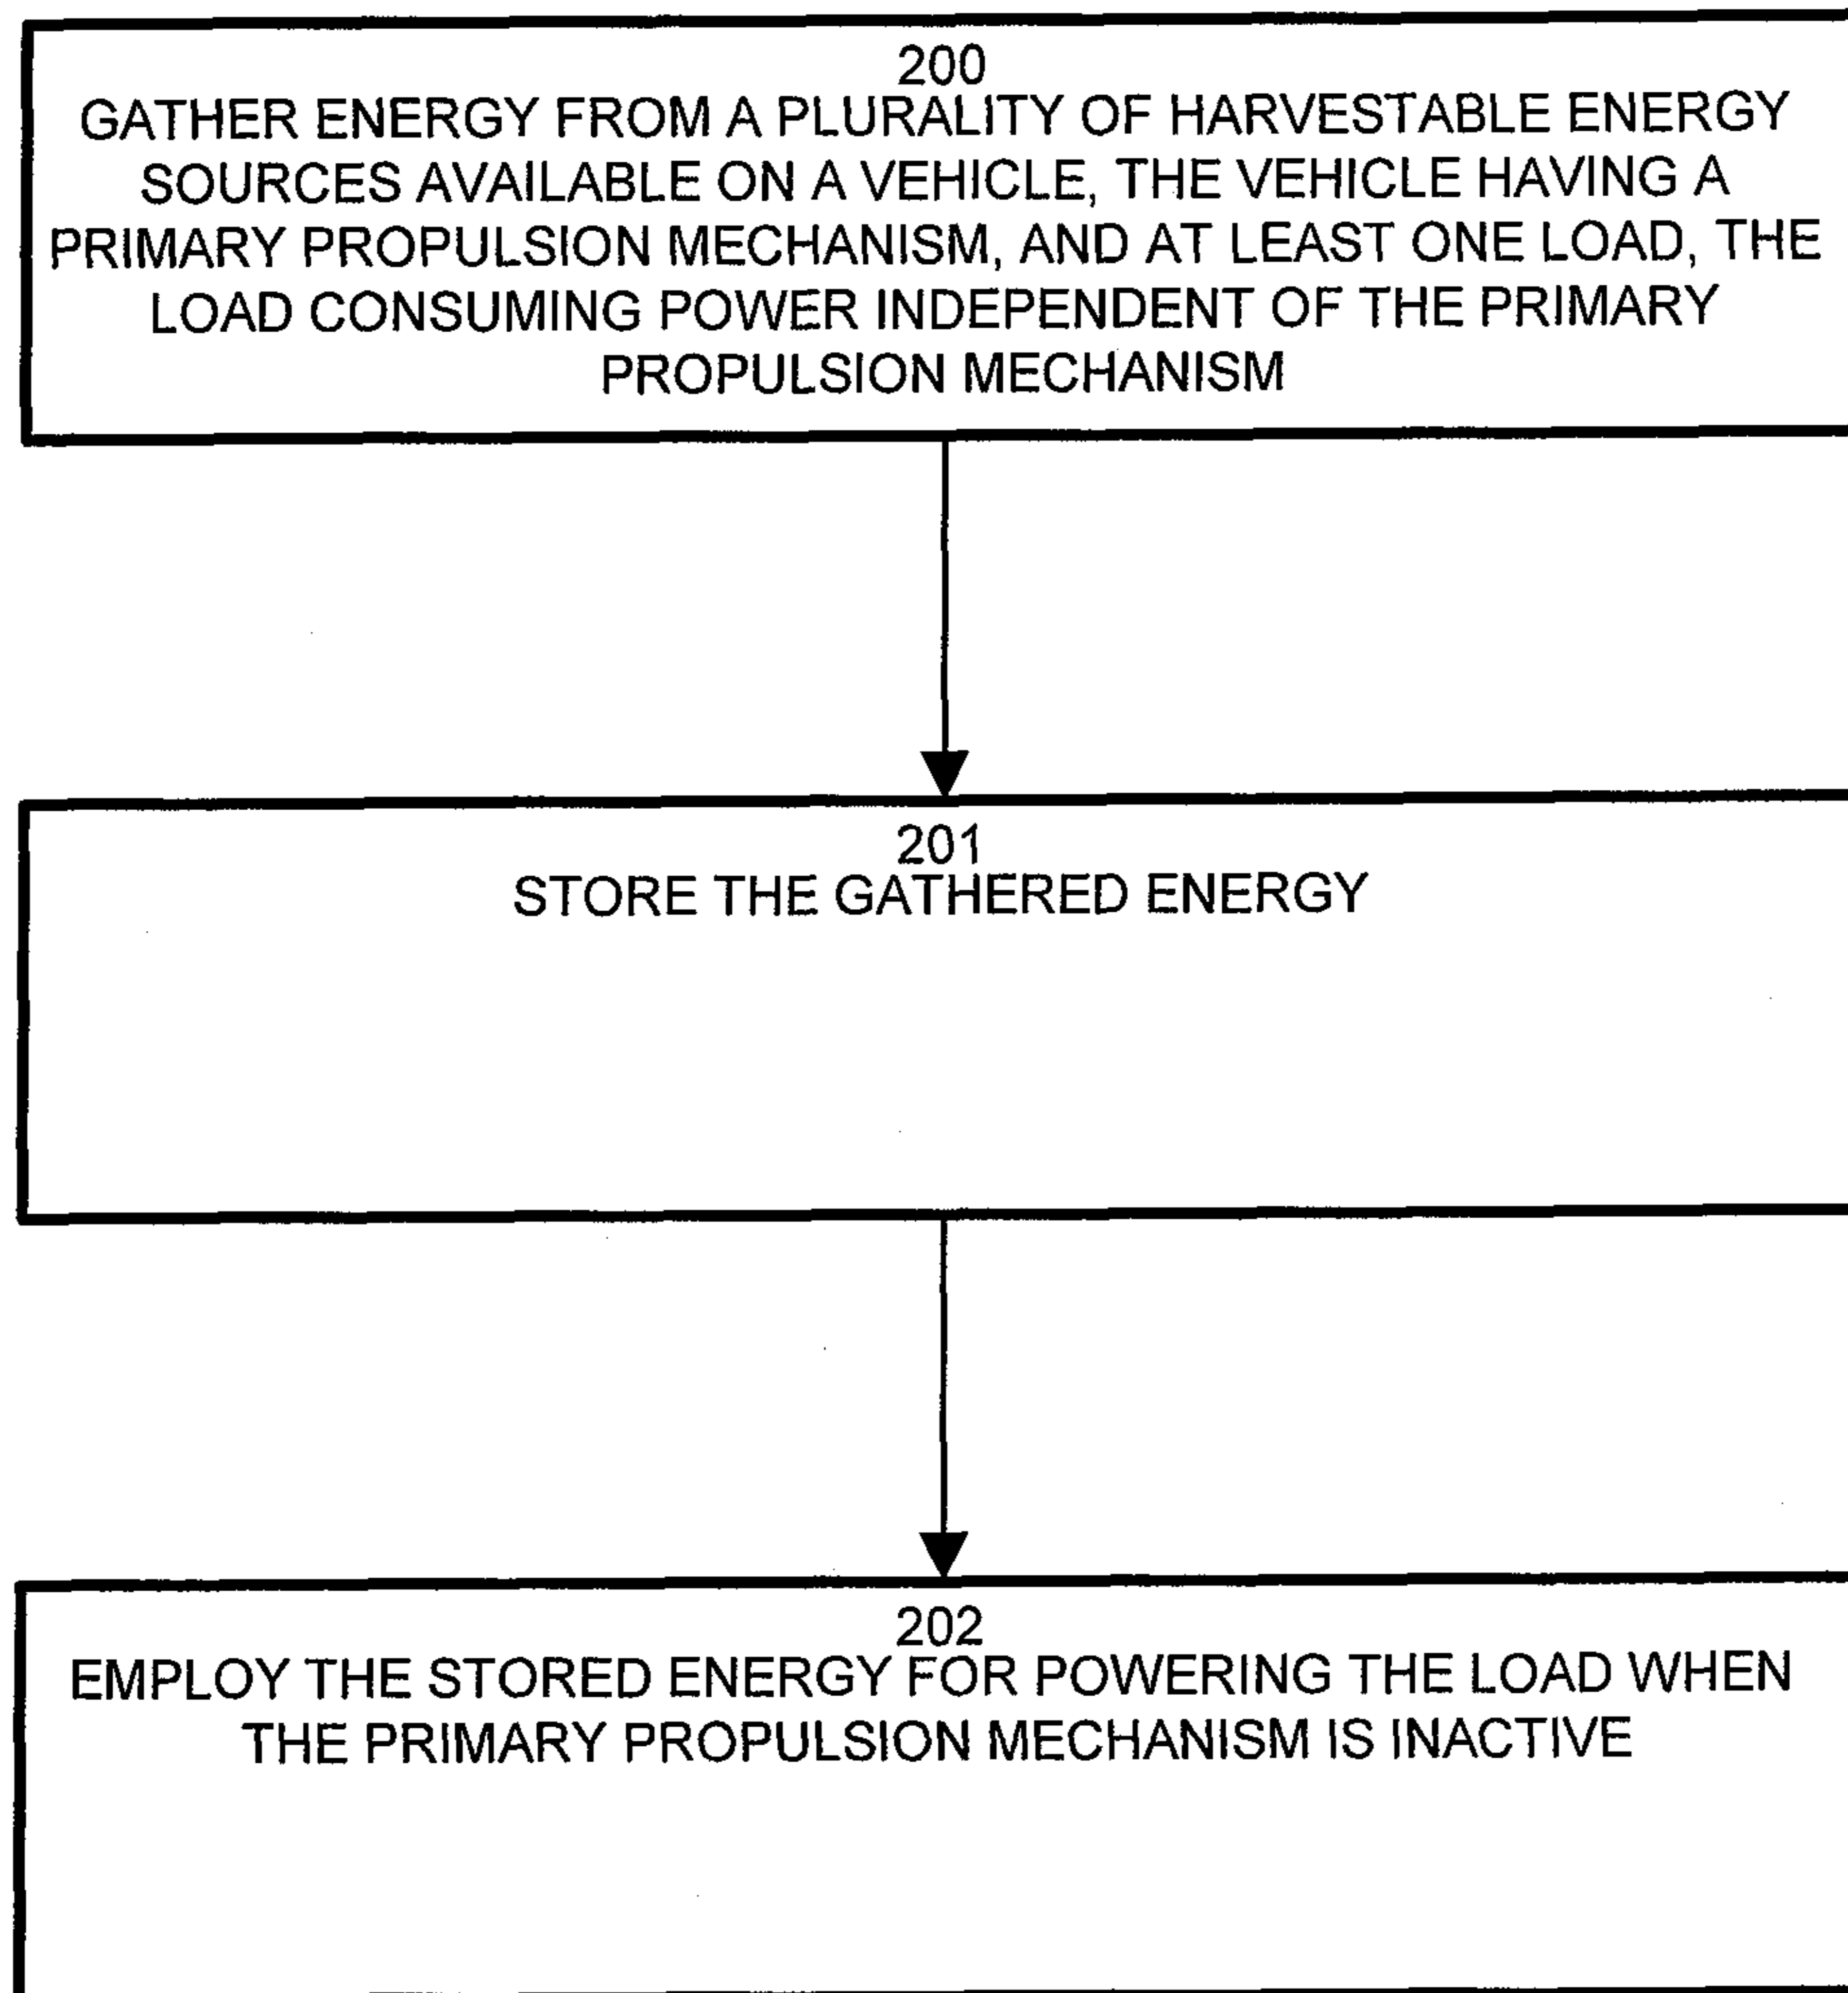 200
GATHER ENERGY FROM A PLURALITY OF HARVESTABLE ENERGY
SOURCES AVAILABLE ON A VEHICLE, THE VEHICLE HAVING A
PRIMARY PROPULSION MECHANISM, AND AT LEAST ONE LOAD, THE
LOAD CONSUMING POWER INDEPENDENT OF THE PRIMARY
PROPULSION MECHANISM
201
STORE THE GATHERED ENERGY
202
EMPLOY THE STORED ENERGY FOR POWERING THE LOAD WHEN
THE PRIMARY PROPULSION MECHANISM IS INACTIVE